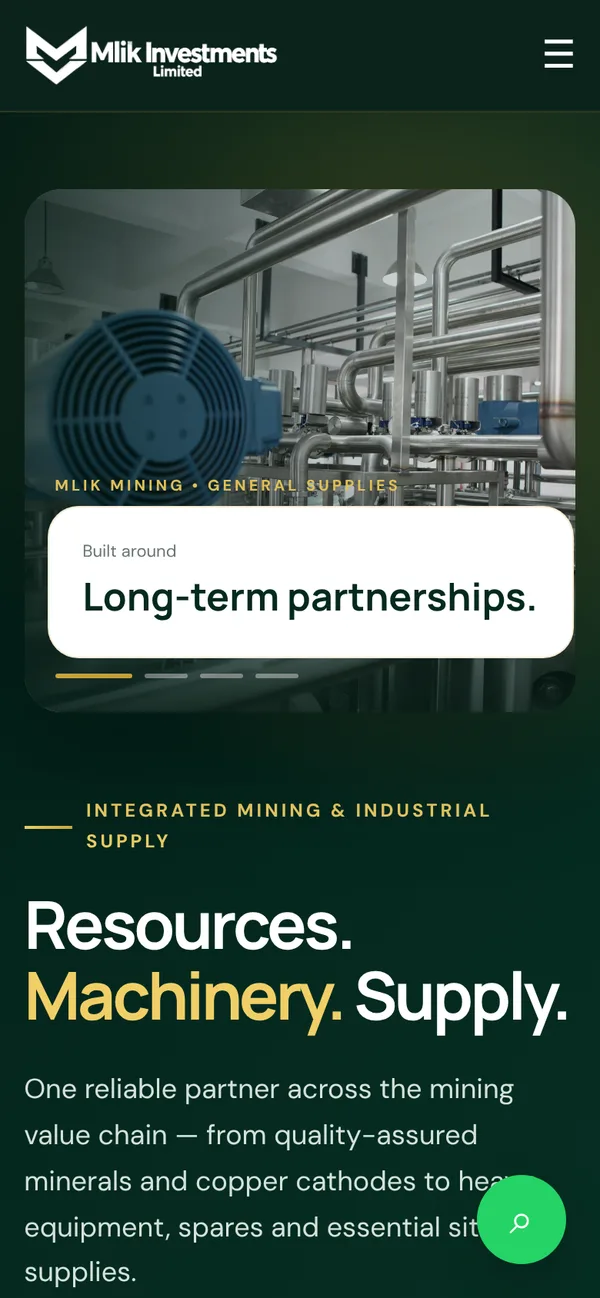 Mlik Investments
Limited
MLIK MINING • GENERAL SUPPLIES
Built around
Long-term partnerships.
INTEGRATED MINING & INDUSTRIAL
SUPPLY
Resources.
Machinery. Supply.
One reliable partner across the mining
value chain — from quality-assured
minerals and copper cathodes to
equipment, spares and essential
supplies.